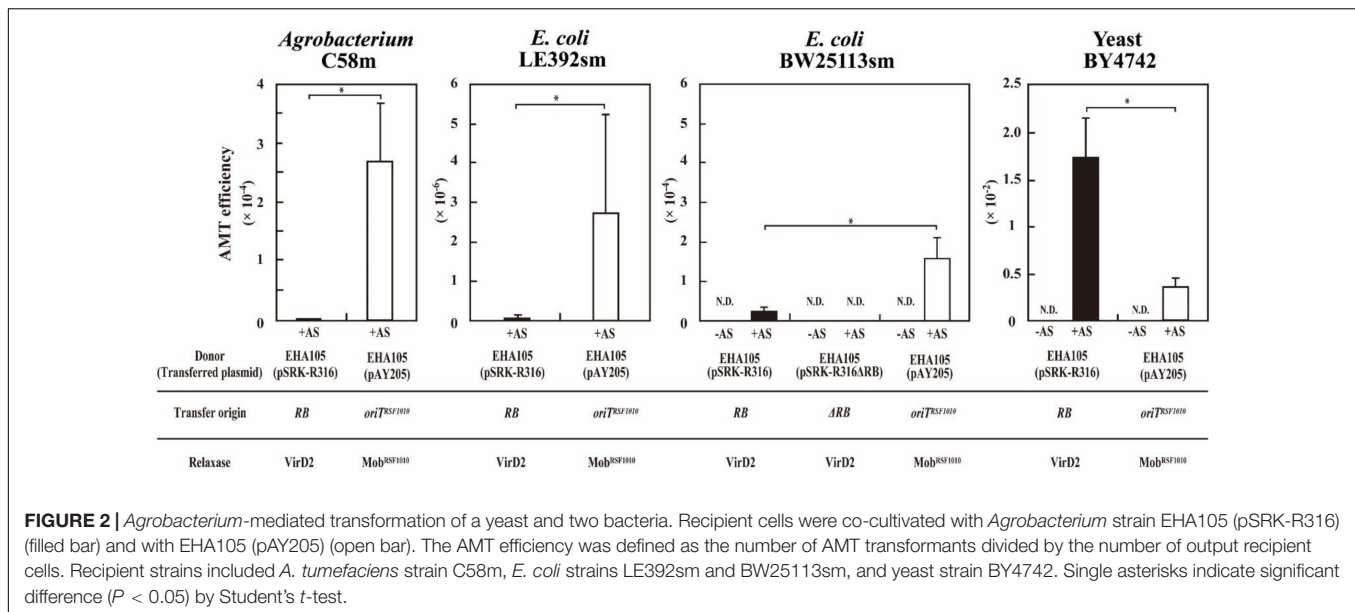 Agrobacterium
C58m
E. coli
LE392sm
E. coli
BW25113sm
Yeast
BY4742
AMT efficiency
(× 10⁻⁴)
4
3
2
1
0
*
+AS
+AS
(× 10⁻⁶)
6
5
4
3
2
1
0
*
+AS
+AS
(× 10⁻⁴)
6
5
4
3
2
1
0
*
N.D.
N.D.
N.D.
N.D.
-AS
+AS
-AS
+AS
-AS
+AS
(× 10⁻²)
2.5
2.0
1.5
1.0
0.5
0
*
N.D.
N.D.
-AS
+AS
-AS
+AS
Donor
(Transferred plasmid)
EHA105
(pSRK-R316)
EHA105
(pAY205)
EHA105
(pSRK-R316)
EHA105
(pAY205)
EHA105
(pSRK-R316)
EHA105
(pSRK-R316ΔRB)
EHA105
(pAY205)
EHA105
(pSRK-R316)
EHA105
(pAY205)
Transfer origin RB oriTᴿˢᶠ¹⁰¹⁰ RB oriTᴿˢᶠ¹⁰¹⁰ RB ΔRB oriTᴿˢᶠ¹⁰¹⁰ RB oriTᴿˢᶠ¹⁰¹⁰
Relaxase VirD2 Mobᴿˢᶠ¹⁰¹⁰ VirD2 Mobᴿˢᶠ¹⁰¹⁰ VirD2 VirD2 Mobᴿˢᶠ¹⁰¹⁰ VirD2 Mobᴿˢᶠ¹⁰¹⁰
FIGURE 2 | Agrobacterium-mediated transformation of a yeast and two bacteria. Recipient cells were co-cultivated with Agrobacterium strain EHA105 (pSRK-R316)
(filled bar) and with EHA105 (pAY205) (open bar). The AMT efficiency was defined as the number of AMT transformants divided by the number of output recipient
cells. Recipient strains included A. tumefaciens strain C58m, E. coli strains LE392sm and BW25113sm, and yeast strain BY4742. Single asterisks indicate significant
difference (P < 0.05) by Student's t-test.